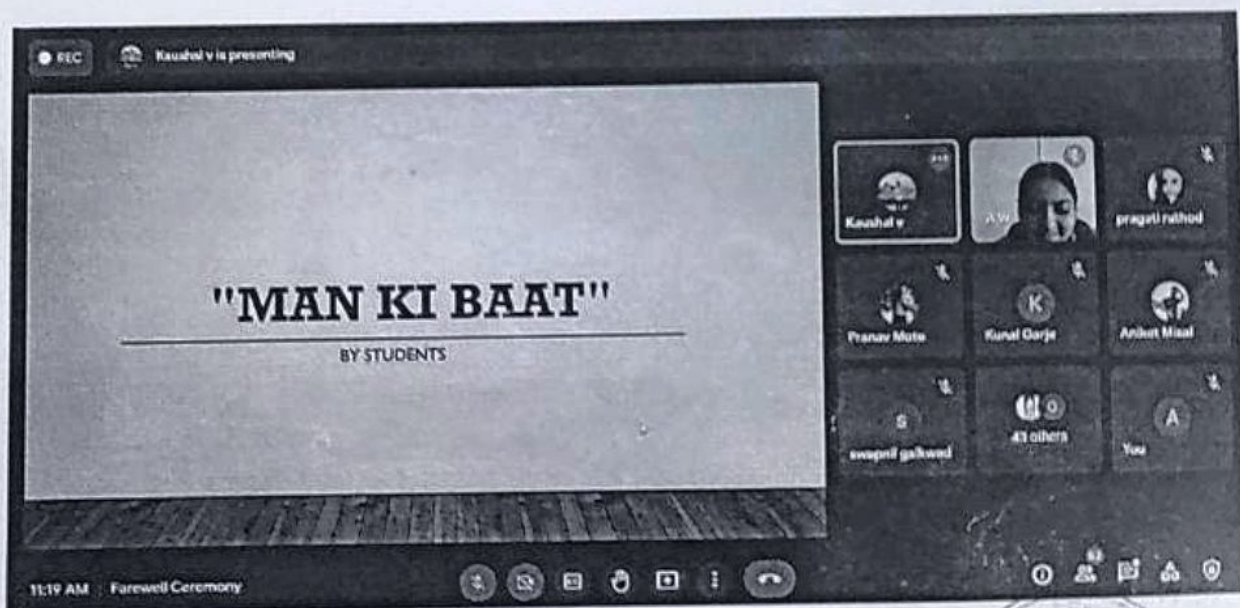 REC
Kaushal v is presenting
"MAN KI BAAT"
BY STUDENTS
Kaushal v
A W
pragati rathod
Pranav Mute
K
Kunal Garje
Aniket Misal
S
swapnil gaikwad
G
43 others
A
You
11:19 AM
Farewell Ceremony